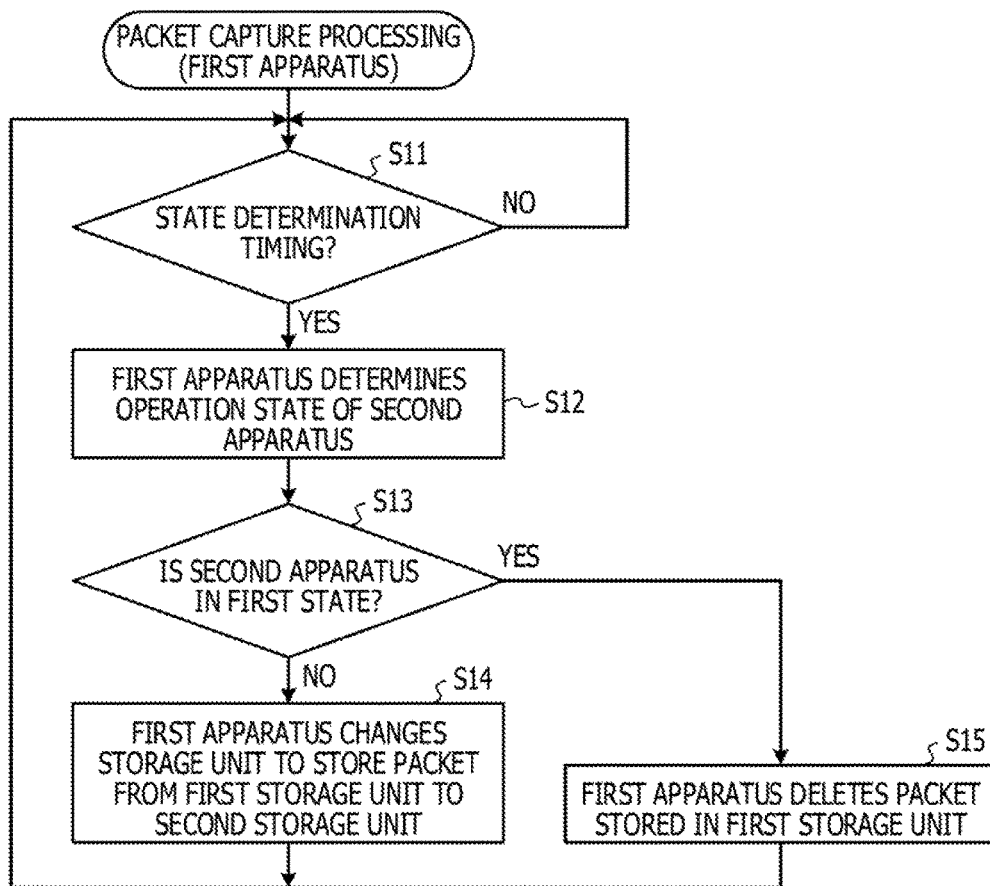 PACKET CAPTURE PROCESSING
(FIRST APPARATUS)
S11
STATE DETERMINATION
TIMING?
NO
YES
FIRST APPARATUS DETERMINES
OPERATION STATE OF SECOND
APPARATUS
S12
S13
IS SECOND APPARATUS
IN FIRST STATE?
YES
NO
S14
FIRST APPARATUS CHANGES
STORAGE UNIT TO STORE PACKET
FROM FIRST STORAGE UNIT TO
SECOND STORAGE UNIT
S15
FIRST APPARATUS DELETES PACKET
STORED IN FIRST STORAGE UNIT